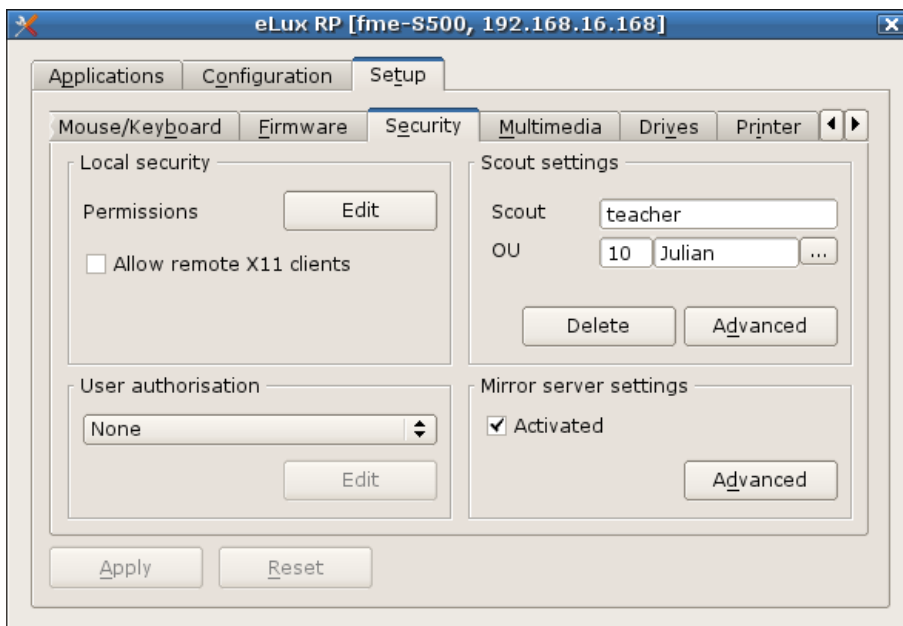 eLux RP [fme-S500, 192.168.16.168]
Applications Configuration Setup
Mouse/Keyboard Firmware Security Multimedia Drives Printer
Local security
Permissions Edit
Allow remote X11 clients
Scout settings
Scout teacher
OU 10 Julian ...
Delete Advanced
User authorisation
None
Edit
Mirror server settings
Activated
Advanced
Apply Reset